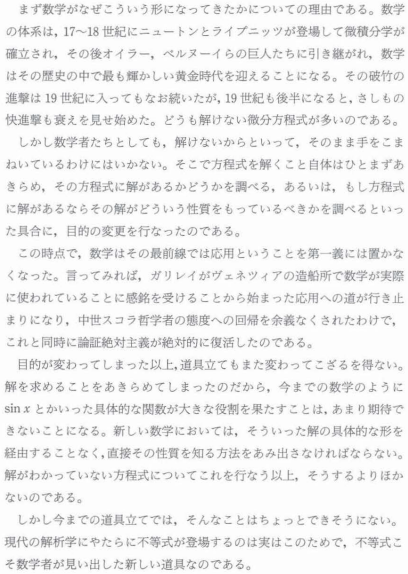 まず数学がなぜこういう形になってきたかについての理由である。数学
の体系は，17〜18 世紀にニュートンとライプニッツが登場して微積分学が
確立され，その後オイラー，ベルヌーイらの巨人たちに引き継がれ，数学
はその歴史の中で最も輝かしい黄金時代を迎えることになる。その破竹の
進撃は 19 世紀に入ってもなお続いたが，19 世紀も後半になると，さしもの
快進撃も衰えを見せ始めた。どうも解けない微分方程式が多いのである。
しかし数学者たちとしても，解けないからといって，そのまま手をこま
ねいているわけにはいかない。そこで方程式を解くこと自体はひとまずあ
きらめ，その方程式に解があるかどうかを調べる，あるいは，もし方程式
に解があるならその解がどういう性質をもっているべきかを調べるといっ
た具合に，目的の変更を行なったのである。
この時点で，数学はその最前線では応用ということを第一義には置かな
くなった。言ってみれば，ガリレイがヴェネツィアの造船所で数学が実際
に使われていることに感銘を受けることから始まった応用への道が行き止
まりになり，中世スコラ哲学者の態度への回帰を余義なくされたわけで，
これと同時に論証絶対主義が絶対的に復活したのである。
目的が変わってしまった以上，道具立てもまた変わってこざるを得ない。
解を求めることをあきらめてしまったのだから，今までの数学のように
sin x とかいった具体的な関数が大きな役割を果たすことは，あまり期待で
きないことになる。新しい数学においては，そういった解の具体的な形を
経由することなく，直接その性質を知る方法をあみ出さなければならない。
解がわかっていない方程式についてこれを行なう以上，そうするよりほか
ないのである。
しかし今までの道具立てでは，そんなことはちょっとできそうにない。
現代の解析学にやたらに不等式が登場するのは実はこのためで，不等式こ
そ数学者が見い出した新しい道具なのである。